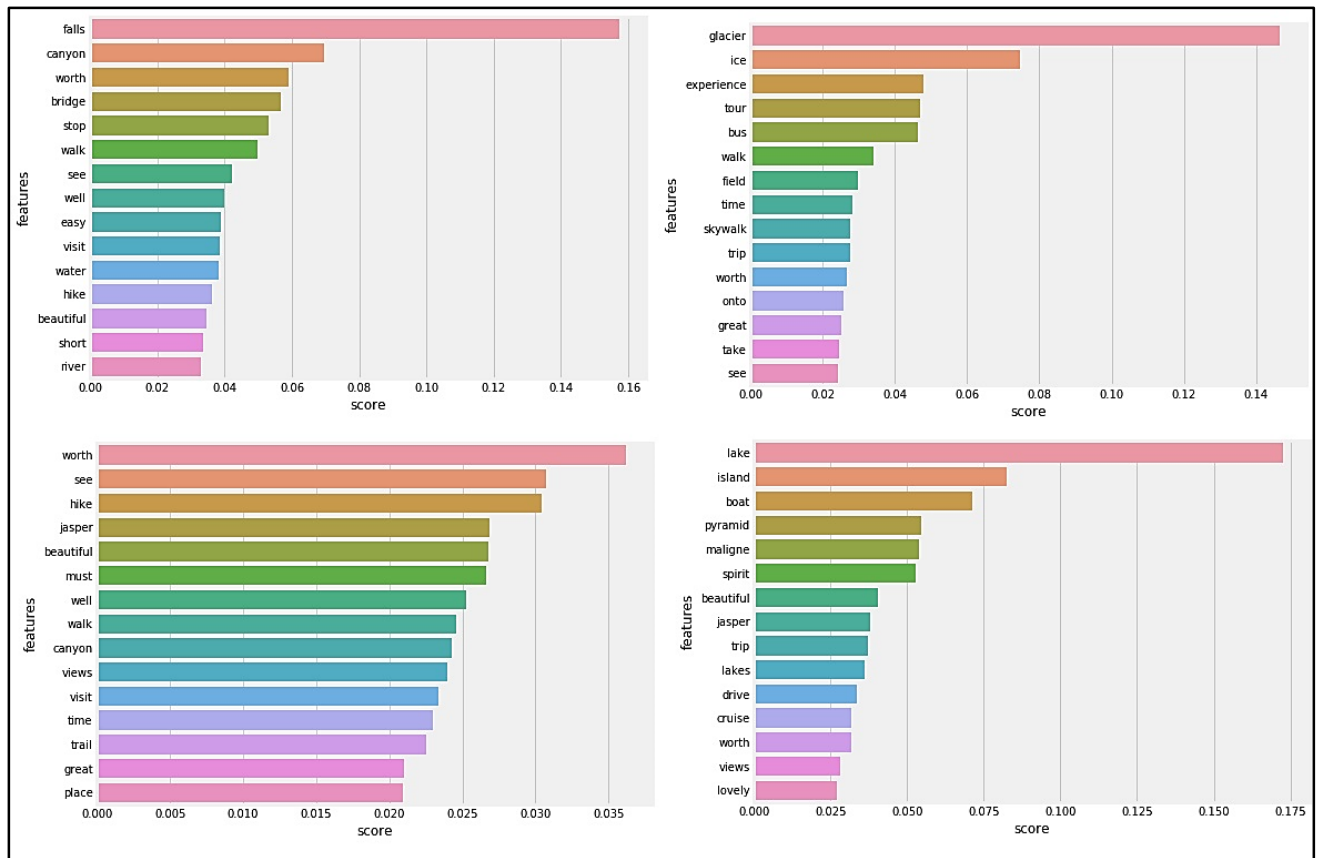 falls
canyon
worth
bridge
stop
walk
see
well
easy
visit
water
hike
beautiful
short
river
features
0.00 0.02 0.04 0.06 0.08 0.10 0.12 0.14 0.16
score
glacier
ice
experience
tour
bus
walk
field
time
skywalk
trip
worth
onto
great
take
see
features
0.00 0.02 0.04 0.06 0.08 0.10 0.12 0.14
score
worth
see
hike
jasper
beautiful
must
well
walk
canyon
views
visit
time
trail
great
place
features
0.000 0.005 0.010 0.015 0.020 0.025 0.030 0.035
score
lake
island
boat
pyramid
maligne
spirit
beautiful
jasper
trip
lakes
drive
cruise
worth
views
lovely
features
0.000 0.025 0.050 0.075 0.100 0.125 0.150 0.175
score